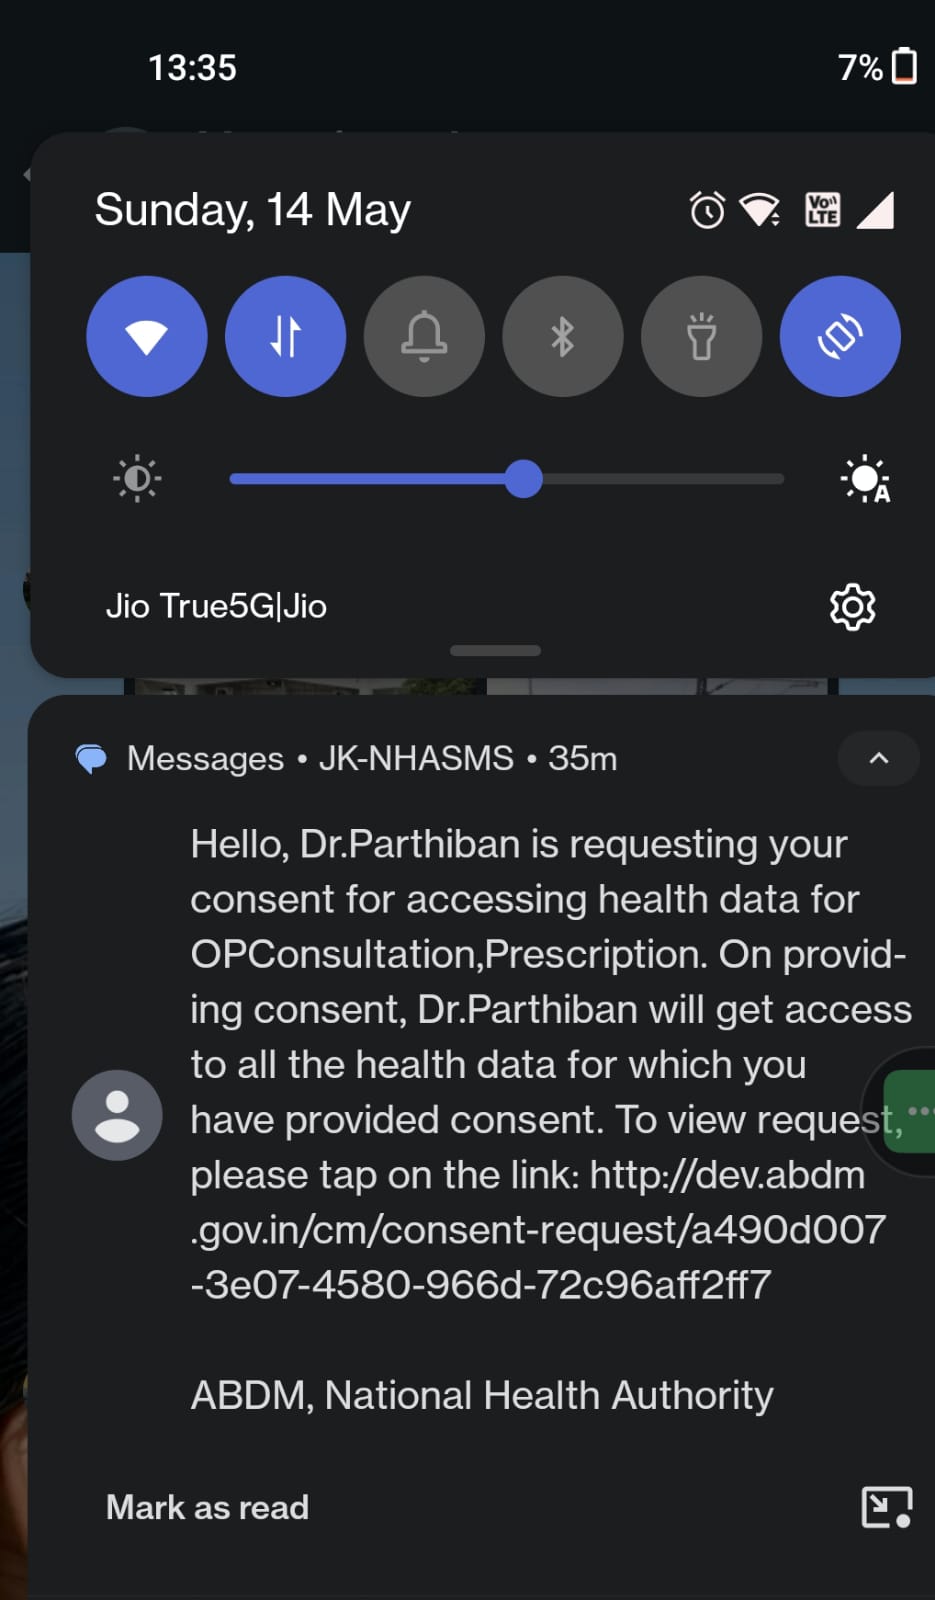 13:35
7%
Sunday, 14 May
Vo)) LTE
A
Jio True5G|Jio
Messages • JK-NHASMS • 35m
Hello, Dr.Parthiban is requesting your
consent for accessing health data for
OPConsultation,Prescription. On provid-
ing consent, Dr.Parthiban will get access
to all the health data for which you
have provided consent. To view request,
please tap on the link: http://dev.abdm
.gov.in/cm/consent-request/a490d007
-3e07-4580-966d-72c96aff2ff7
ABDM, National Health Authority
Mark as read